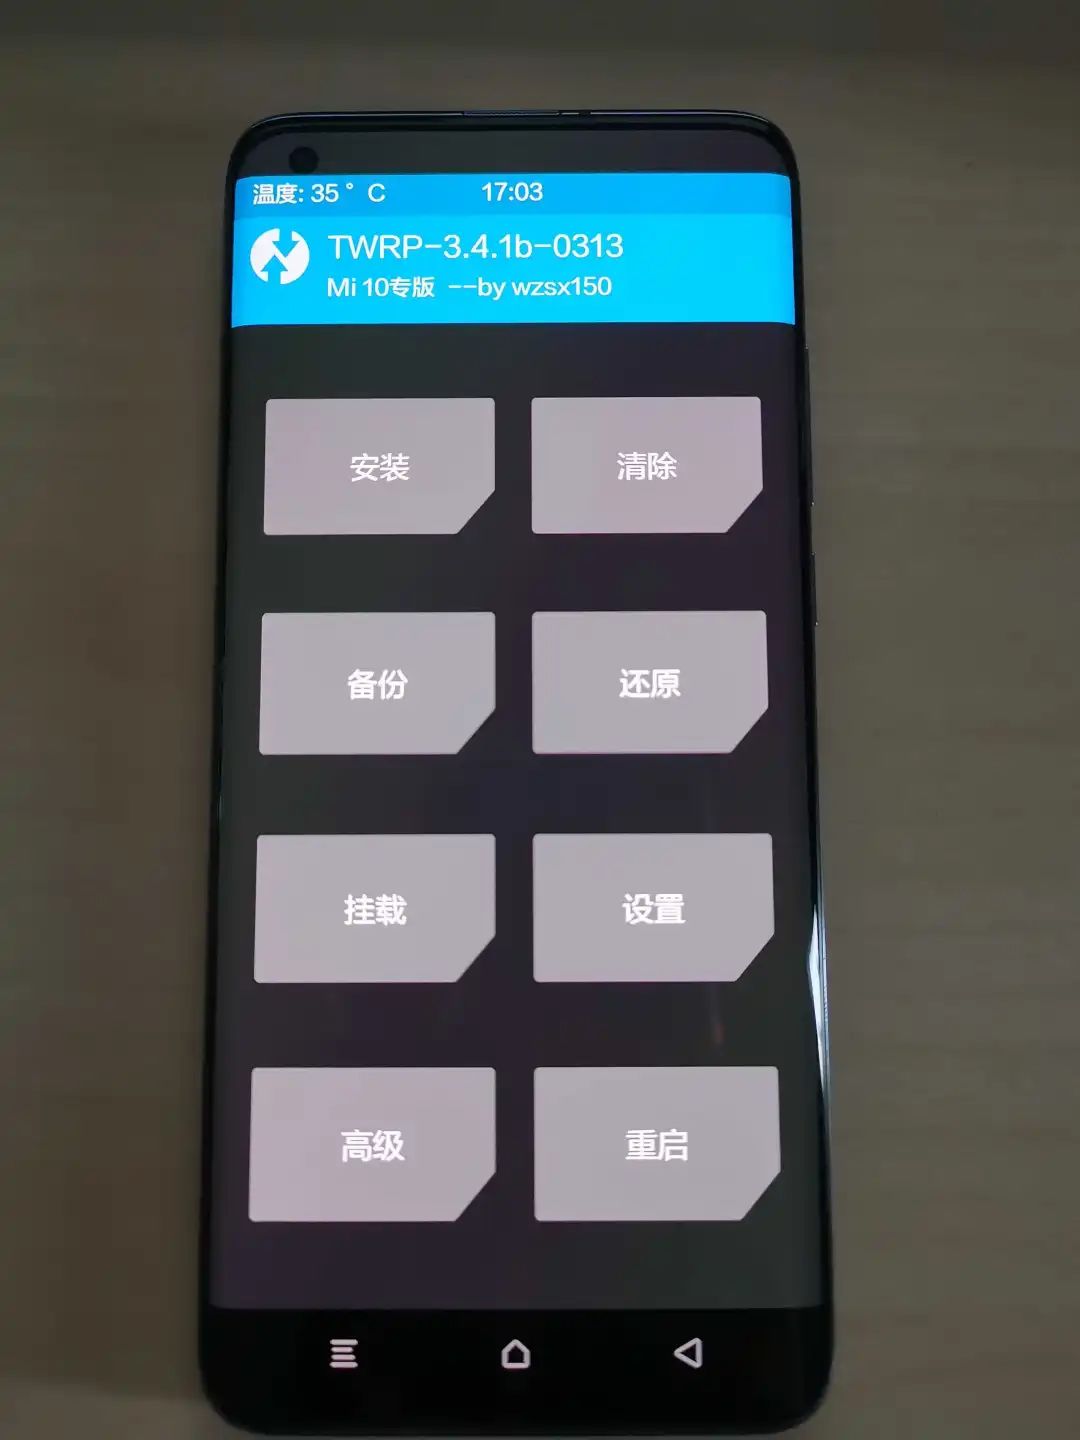 温度: 35 ° C 17:03
TWRP-3.4.1b-0313
Mi 10专版 --by wzsx150
安装 清除
备份 还原
挂载 设置
高级 重启